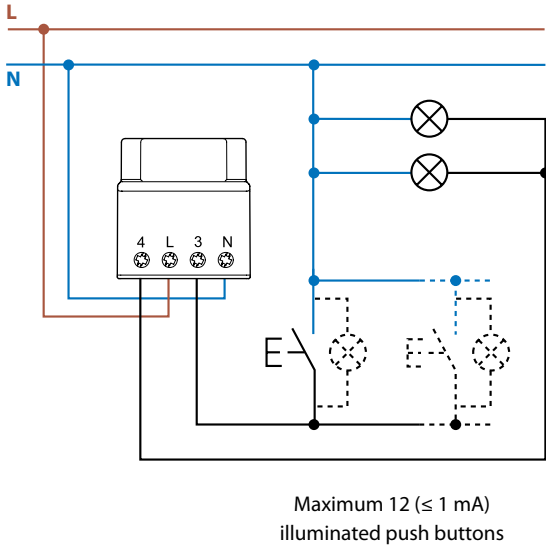 L
N
4 L 3 N
Maximum 12 (≤ 1 mA)
illuminated push buttons